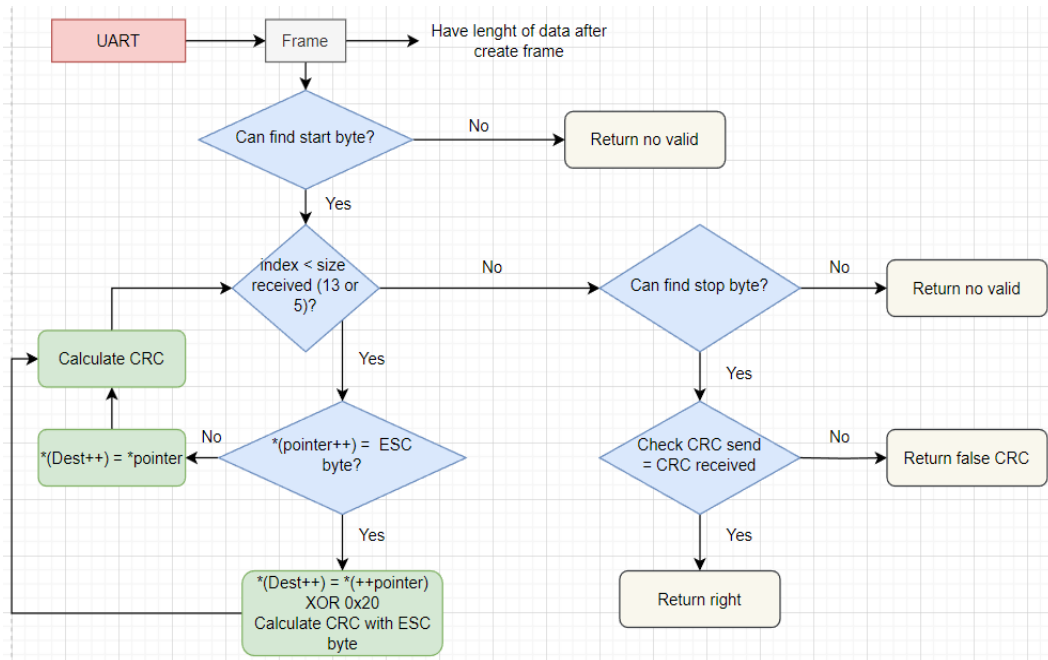 UART
Frame
Have lenght of data after
create frame
Can find start byte?
No
Return no valid
Yes
index < size
received (13 or
5)?
No
Can find stop byte?
No
Return no valid
Calculate CRC
Yes
Yes
*(Dest++) = *pointer
No
*(pointer++) = ESC
byte?
Check CRC send
= CRC received
No
Return false CRC
Yes
Yes
*(Dest++) = *(++pointer)
XOR 0x20
Calculate CRC with ESC
byte
Return right